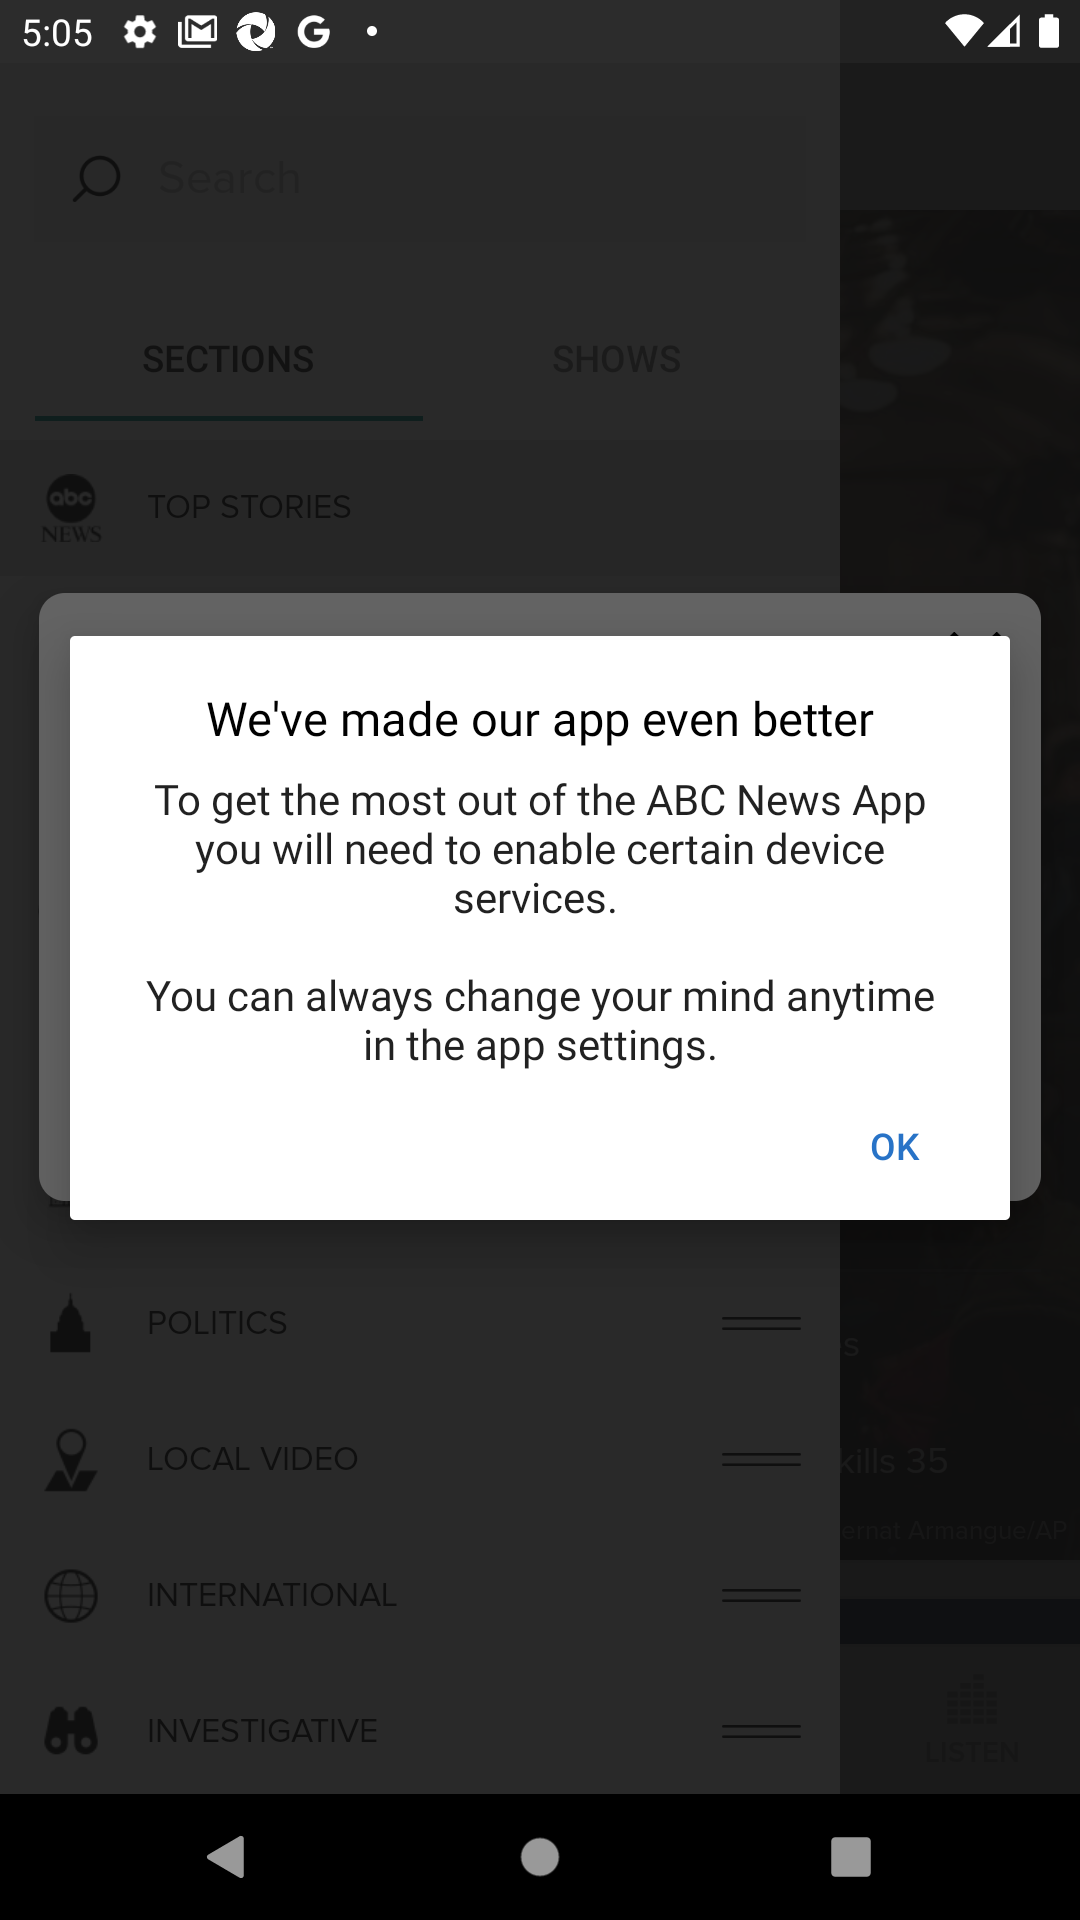 5:05
Search
SECTIONS
SHOWS
abc
NEWS
TOP STORIES
We've made our app even better
To get the most out of the ABC News App
you will need to enable certain device
services.
You can always change your mind anytime
in the app settings.
OK
POLITICS
LOCAL VIDEO
kills 35
ernat Armangue/AP
INTERNATIONAL
INVESTIGATIVE
LISTEN